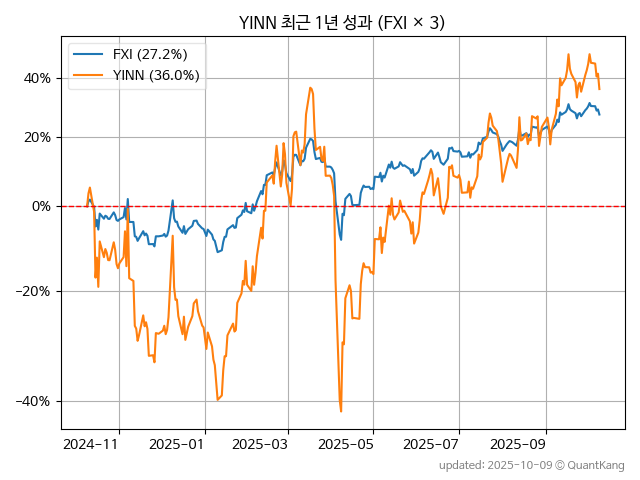 YINN 최근 1년 성과 (FXI × 3)
FXI (27.2%)
YINN (36.0%)
40%
20%
0%
−20%
−40%
2024-11 2025-01 2025-03 2025-05 2025-07 2025-09
updated: 2025-10-09 © QuantKang